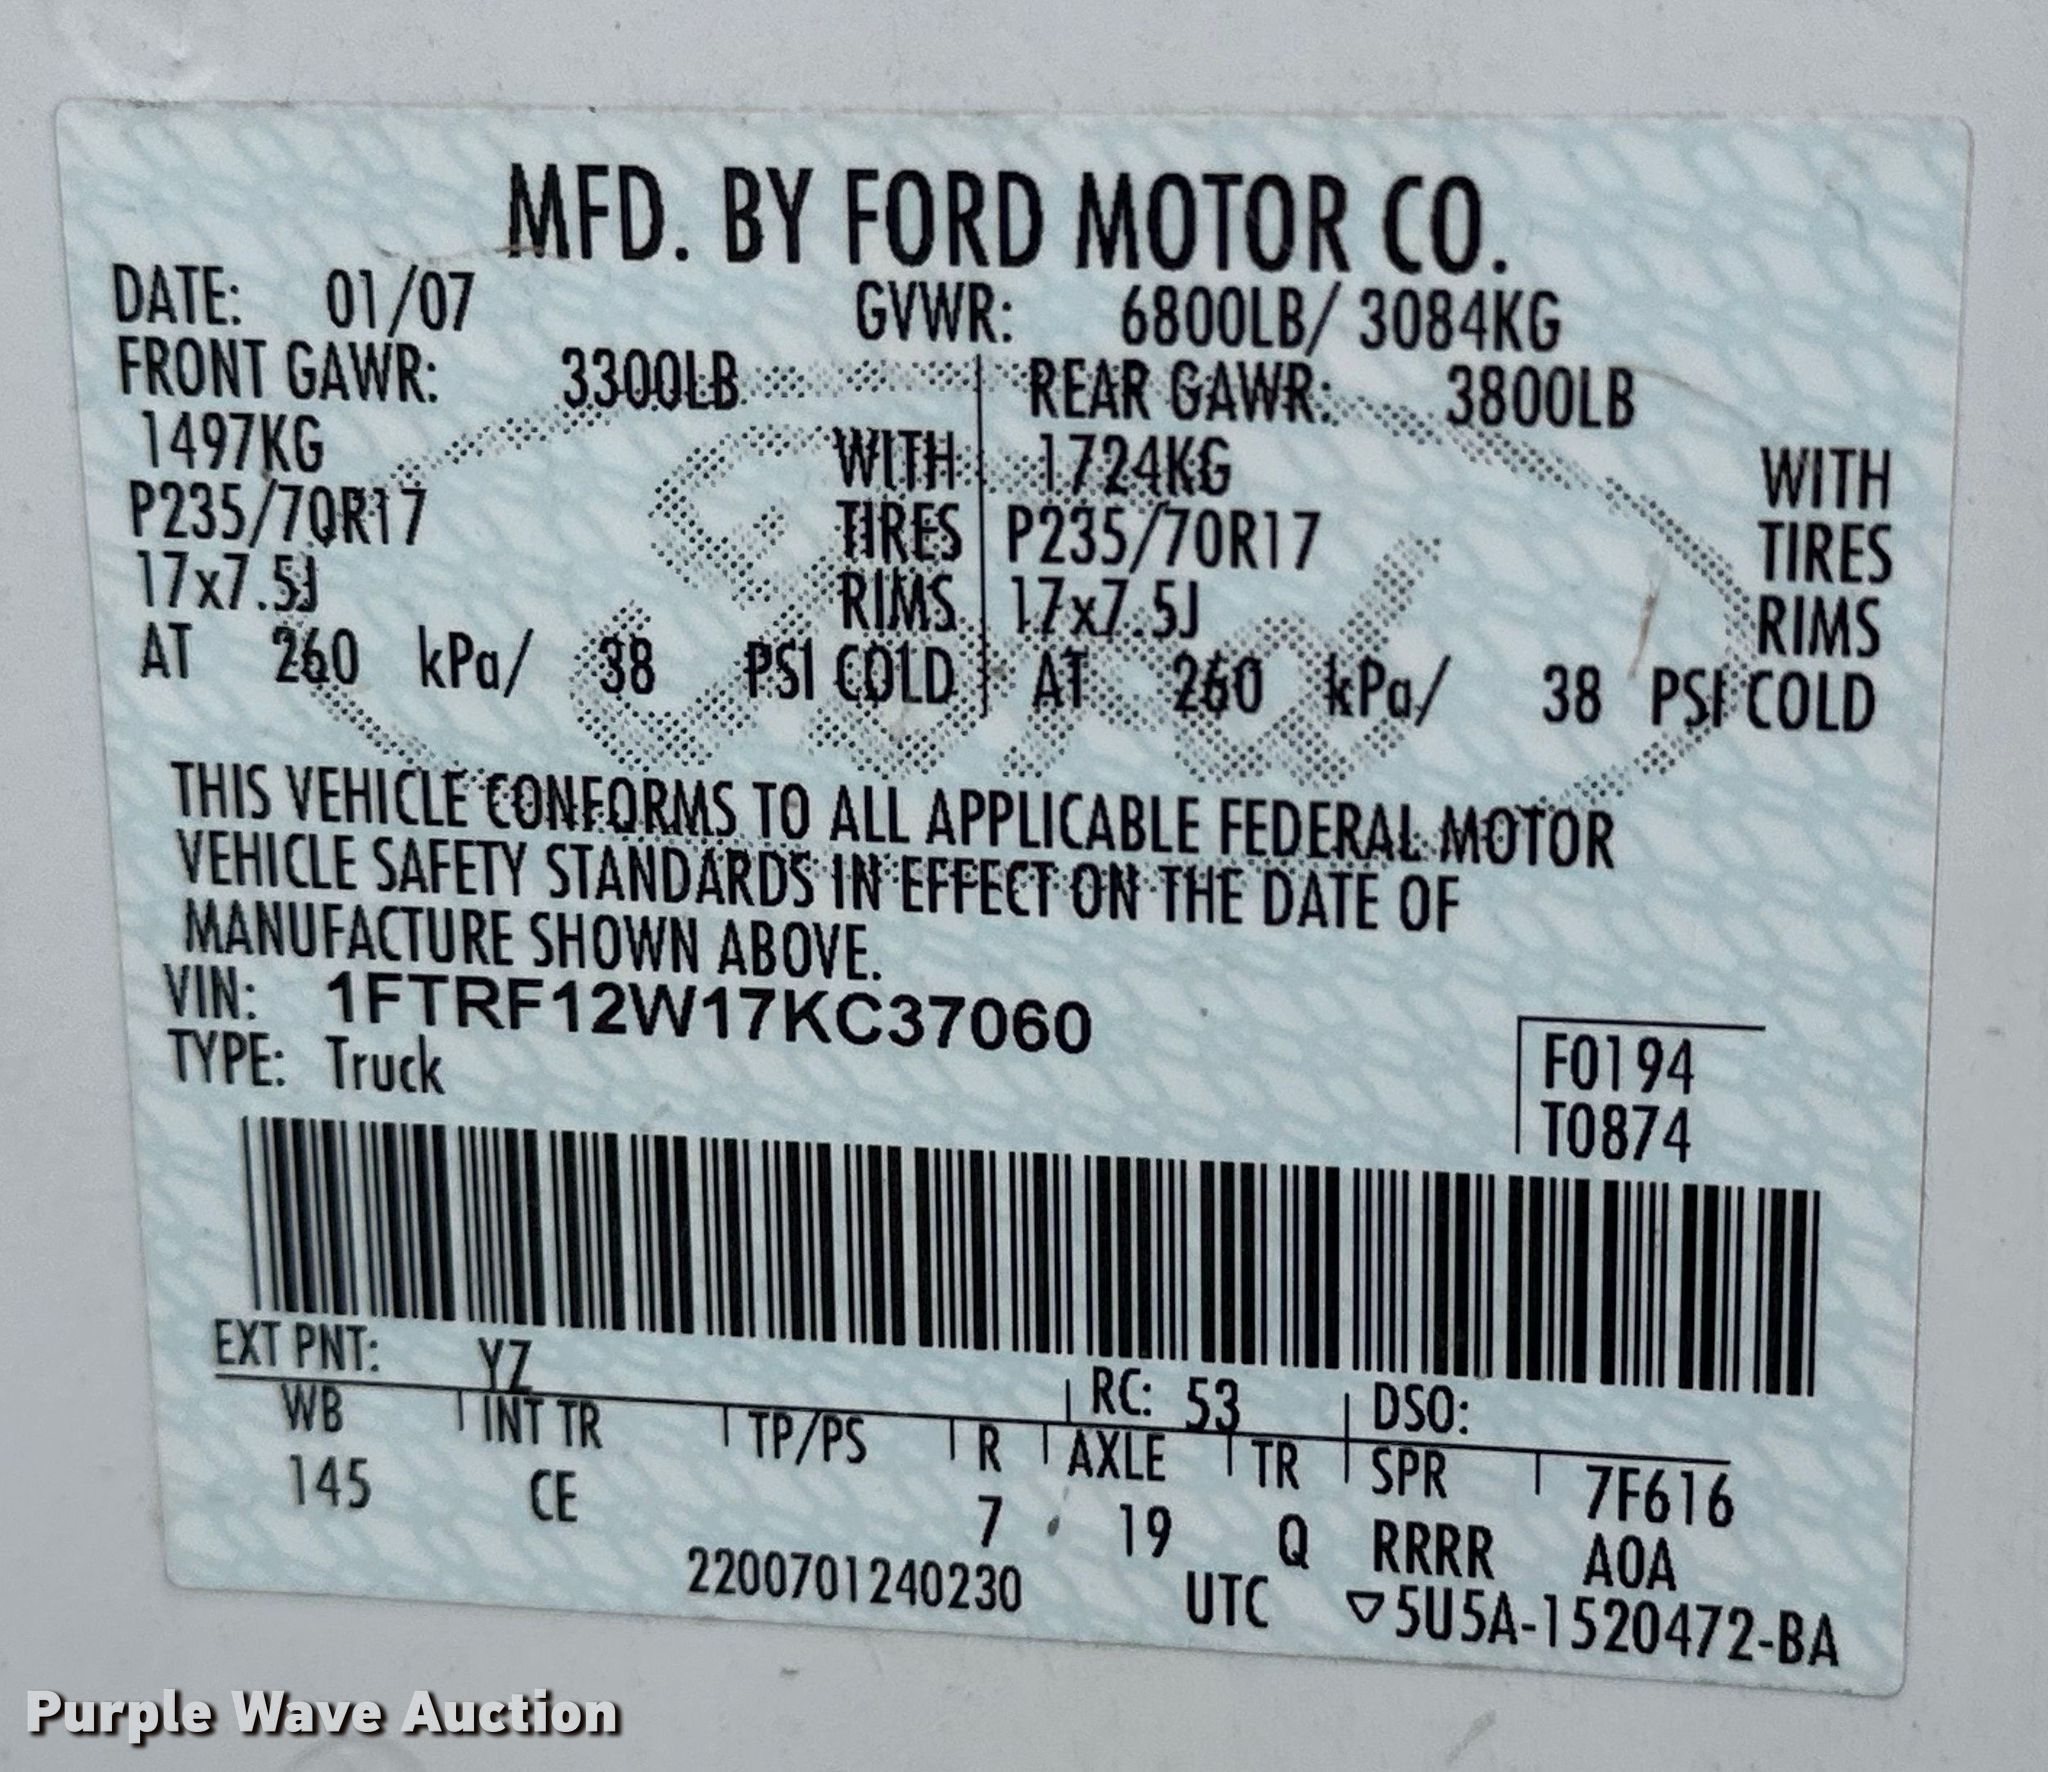 MFD. BY FORD MOTOR CO.
DATE: 01/07 GVWR: 6800LB/ 3084KG
FRONT GAWR: 3300LB REAR GAWR: 3800LB
1497KG WITH 1724KG WITH
P235/70R17 TIRES P235/70R17 TIRES
17x7.5J RIMS 17x7.5J RIMS
AT 260 kPa/ 38 PSI COLD AT 260 kPa/ 38 PSI COLD
Ford
THIS VEHICLE CONFORMS TO ALL APPLICABLE FEDERAL MOTOR
VEHICLE SAFETY STANDARDS IN EFFECT ON THE DATE OF
MANUFACTURE SHOWN ABOVE.
VIN: 1FTRF12W17KC37060
TYPE: Truck
F0194
T0874
EXT PNT: YZ RC: 53 DSO:
WB INT TR TP/PS R AXLE TR SPR 7F616
145 CE 7 19 Q RRRR AOA
2200701240230 UTC ▽5U5A-1520472-BA
Purple Wave Auction